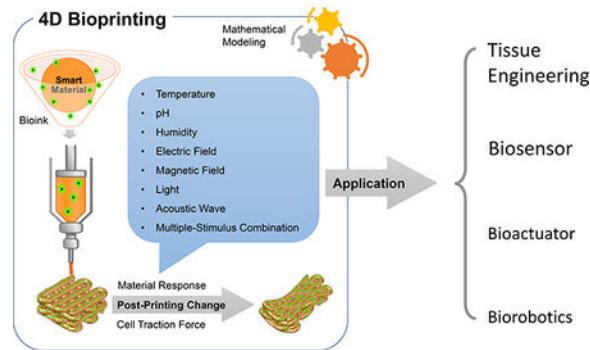 4D Bioprinting
Mathematical
Modeling
Smart
Material
Bioink
• Temperature
• pH
• Humidity
• Electric Field
• Magnetic Field
• Light
• Acoustic Wave
• Multiple-Stimulus Combination
Material Response
Post-Printing Change
Cell Traction Force
Application
Tissue
Engineering
Biosensor
Bioactuator
Biorobotics